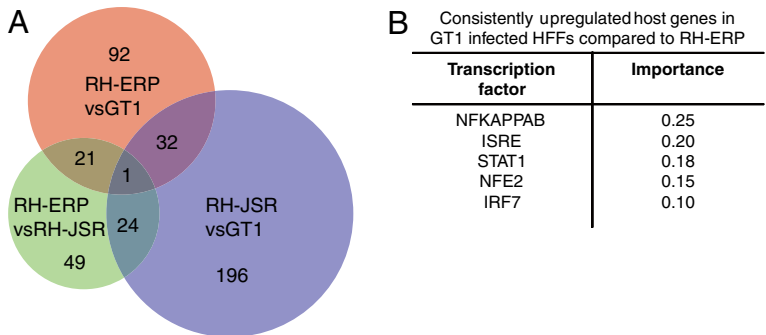 A
92
RH-ERP
vsGT1
32
21
1
RH-ERP
vsRH-JSR
24
49
RH-JSR
vsGT1
196
B
Consistently upregulated host genes in
GT1 infected HFFs compared to RH-ERP
Transcription
factor
Importance
NFKAPPAB 0.25
ISRE 0.20
STAT1 0.18
NFE2 0.15
IRF7 0.10